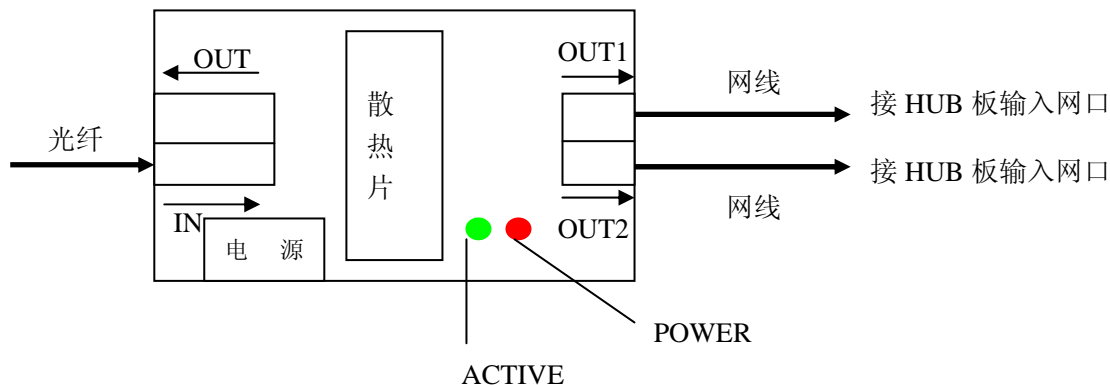 OUT
OUT1
散热片
网线
接 HUB 板输入网口
光纤
接 HUB 板输入网口
网线
IN
OUT2
电 源
POWER
ACTIVE